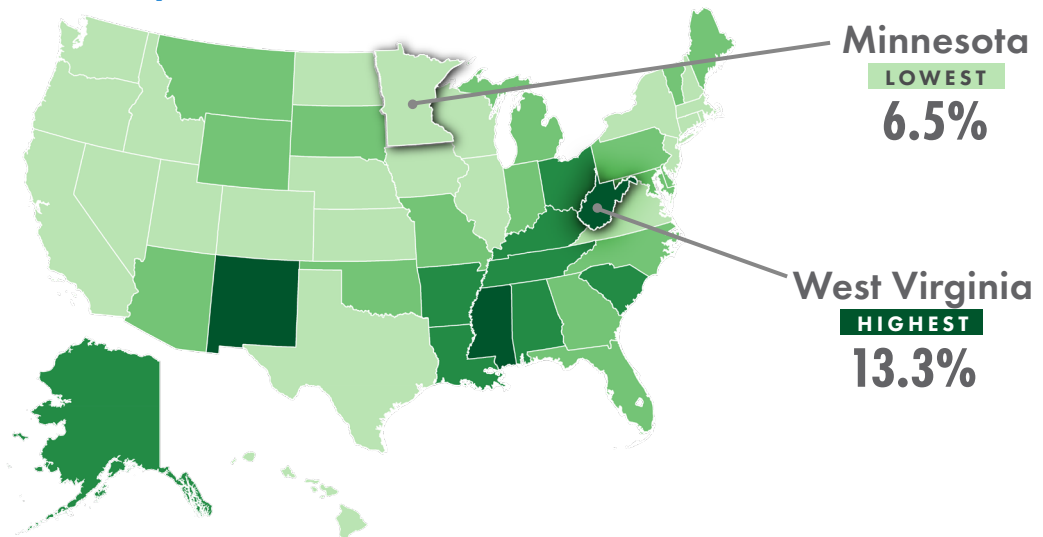 Minnesota
LOWEST
6.5%
West Virginia
HIGHEST
13.3%